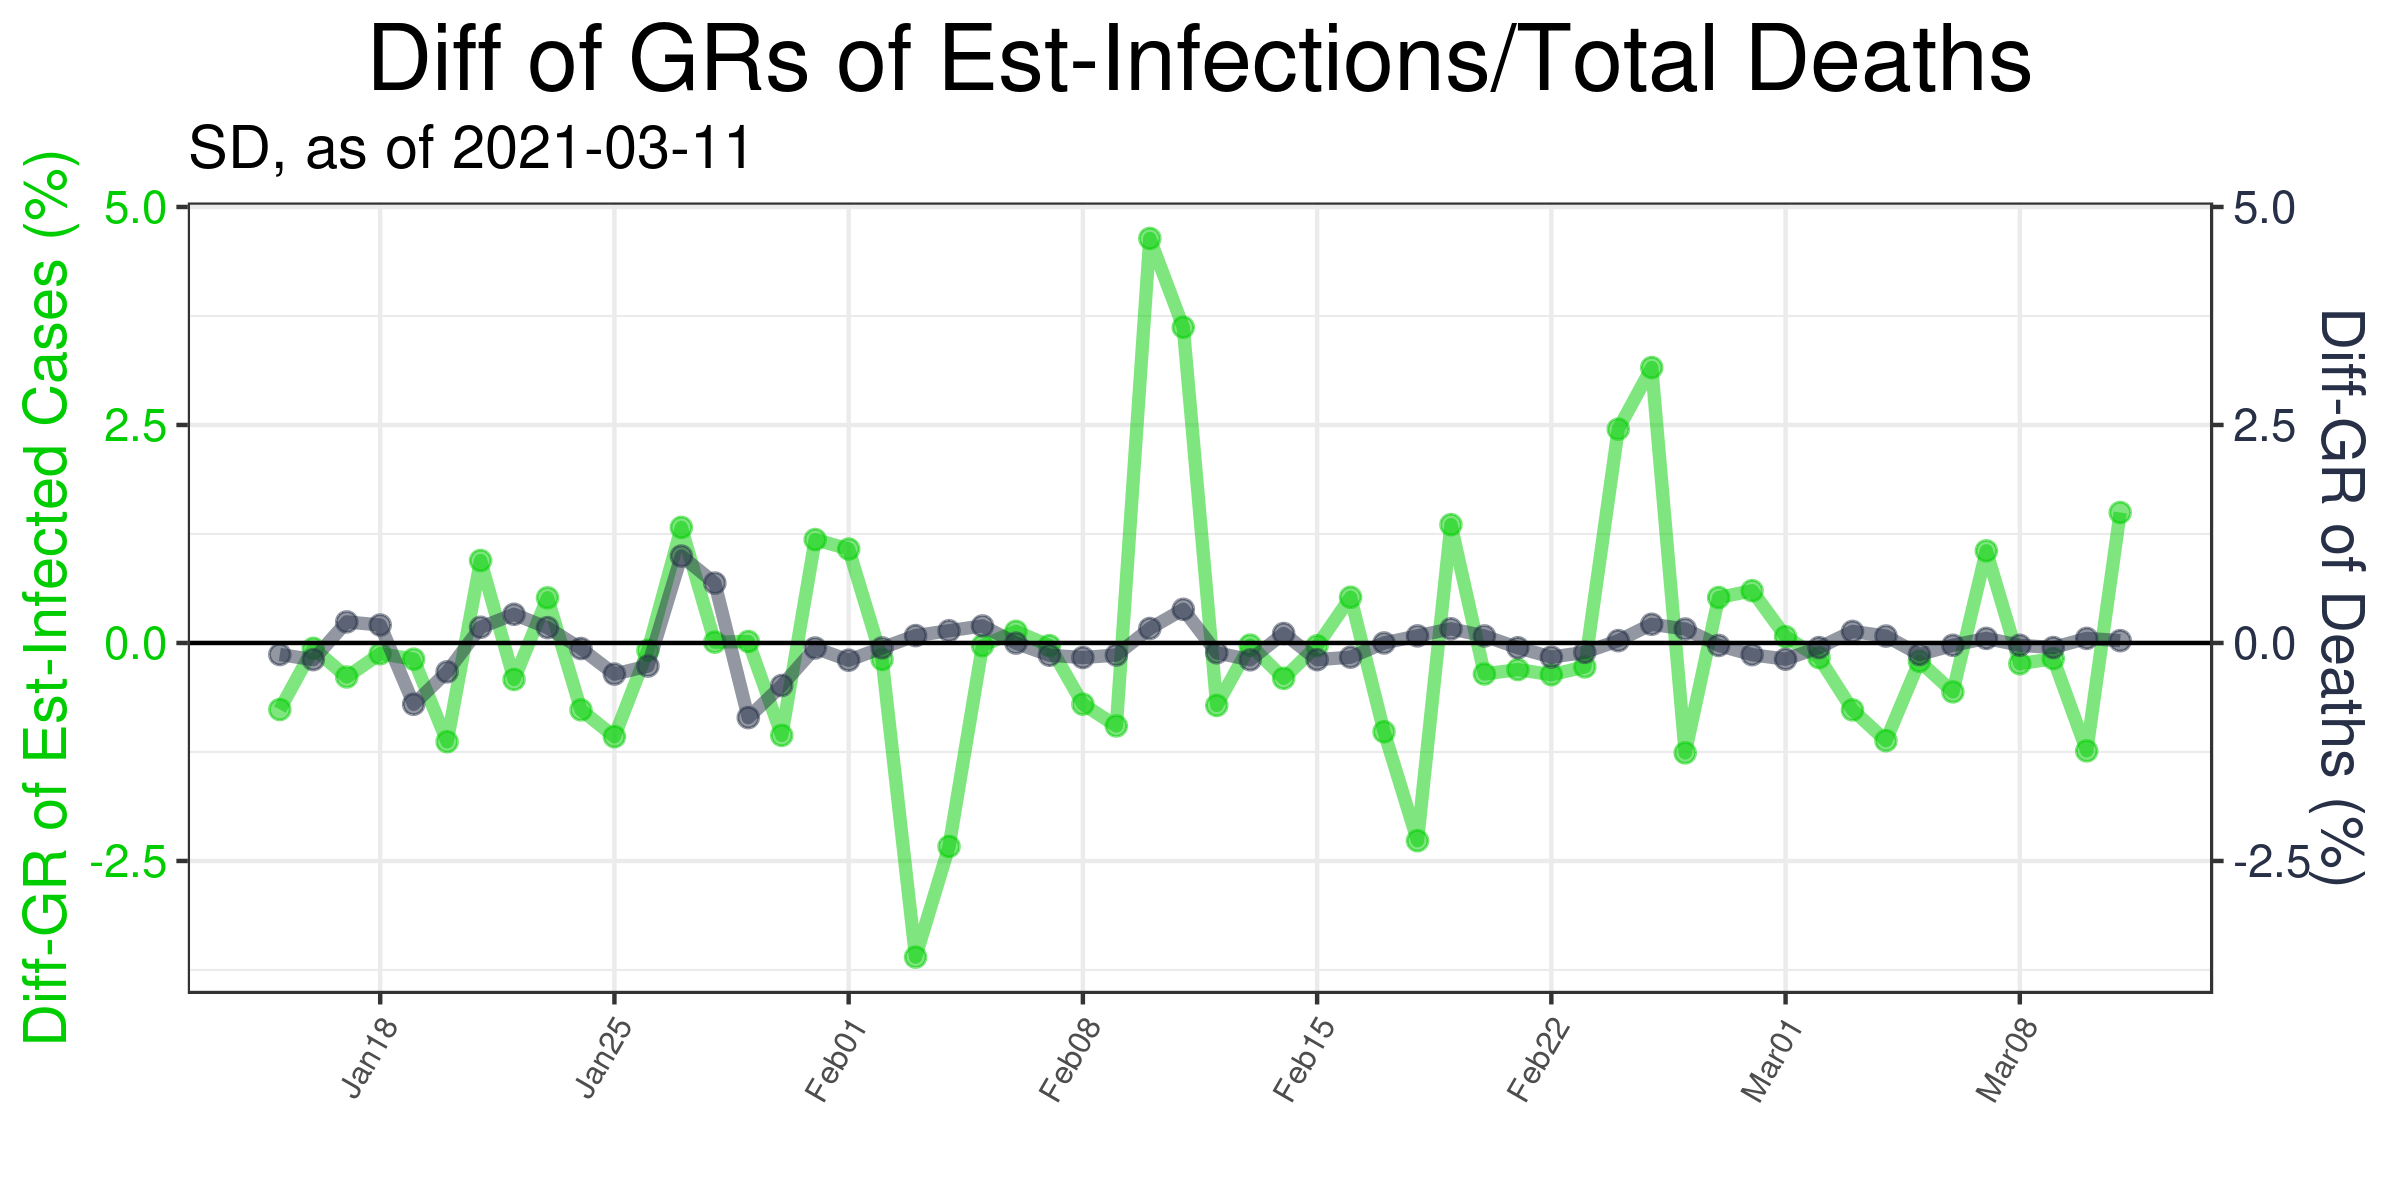 Diff of GRs of Est-Infections/Total Deaths
SD, as of 2021-03-11
Diff-GR of Est-Infected Cases (%)
5.0
2.5
0.0
-2.5
5.0
2.5
0.0
-2.5
Diff-GR of Deaths (%)
Jan18
Jan25
Feb01
Feb08
Feb15
Feb22
Mar01
Mar08